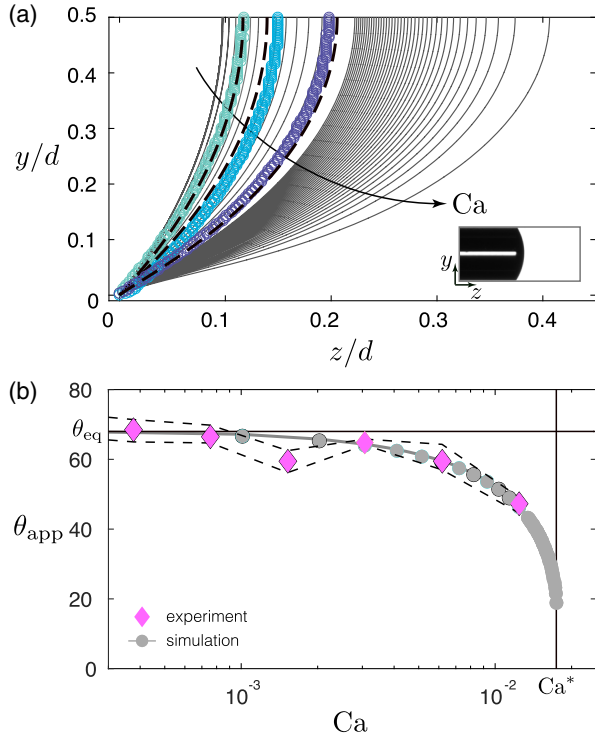 (a)
0.5
0.4
0.3
y/d
0.2
Ca
0.1
y
z
0
0
0.1
0.2
0.3
0.4
z/d
(b)
80
θeq
60
θapp
40
20
experiment
simulation
0
10⁻³
10⁻²
Ca*
Ca